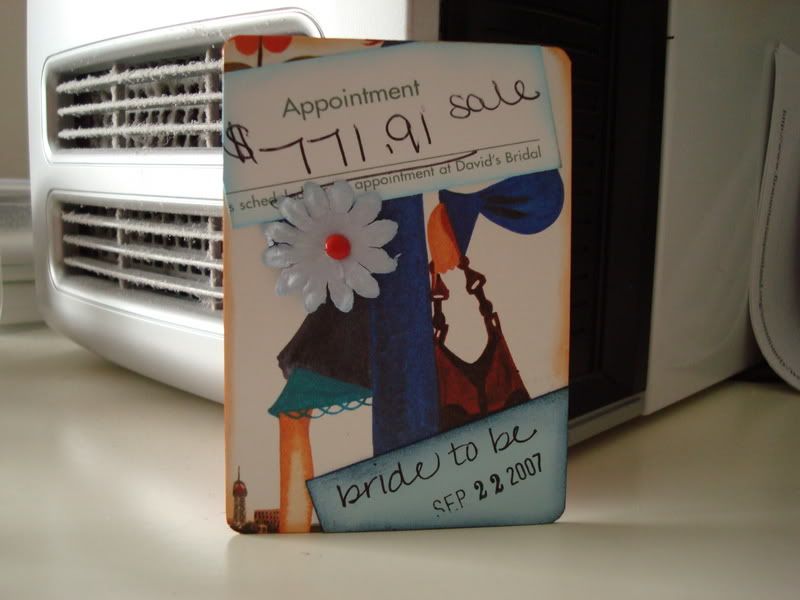 Appointment
$771.91 sale
appointment at David's Bridal
bride to be
SEP 22 2007